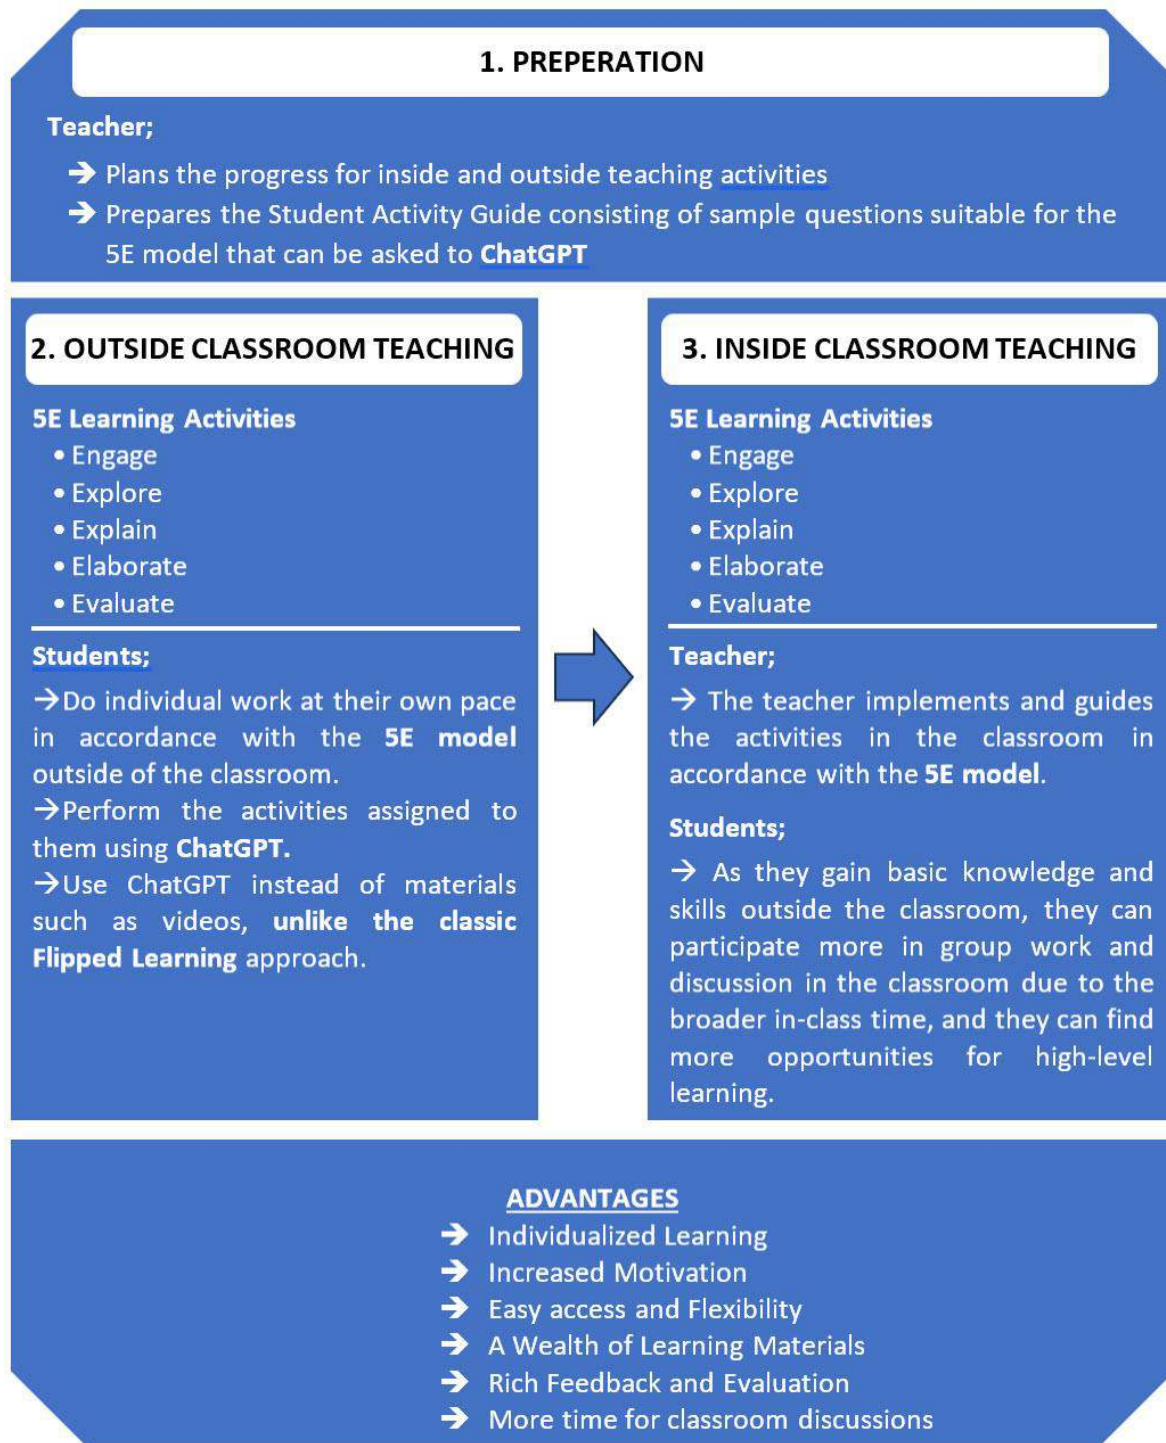 1. PREPERATION
Teacher;
➔ Plans the progress for inside and outside teaching activities
➔ Prepares the Student Activity Guide consisting of sample questions suitable for the
5E model that can be asked to ChatGPT
2. OUTSIDE CLASSROOM TEACHING
5E Learning Activities
• Engage
• Explore
• Explain
• Elaborate
• Evaluate
Students;
→Do individual work at their own pace
in accordance with the 5E model
outside of the classroom.
→Perform the activities assigned to
them using ChatGPT.
→Use ChatGPT instead of materials
such as videos, unlike the classic
Flipped Learning approach.
3. INSIDE CLASSROOM TEACHING
5E Learning Activities
• Engage
• Explore
• Explain
• Elaborate
• Evaluate
Teacher;
→ The teacher implements and guides
the activities in the classroom in
accordance with the 5E model.
Students;
→ As they gain basic knowledge and
skills outside the classroom, they can
participate more in group work and
discussion in the classroom due to the
broader in-class time, and they can find
more opportunities for high-level
learning.
ADVANTAGES
➔ Individualized Learning
➔ Increased Motivation
➔ Easy access and Flexibility
➔ A Wealth of Learning Materials
➔ Rich Feedback and Evaluation
➔ More time for classroom discussions